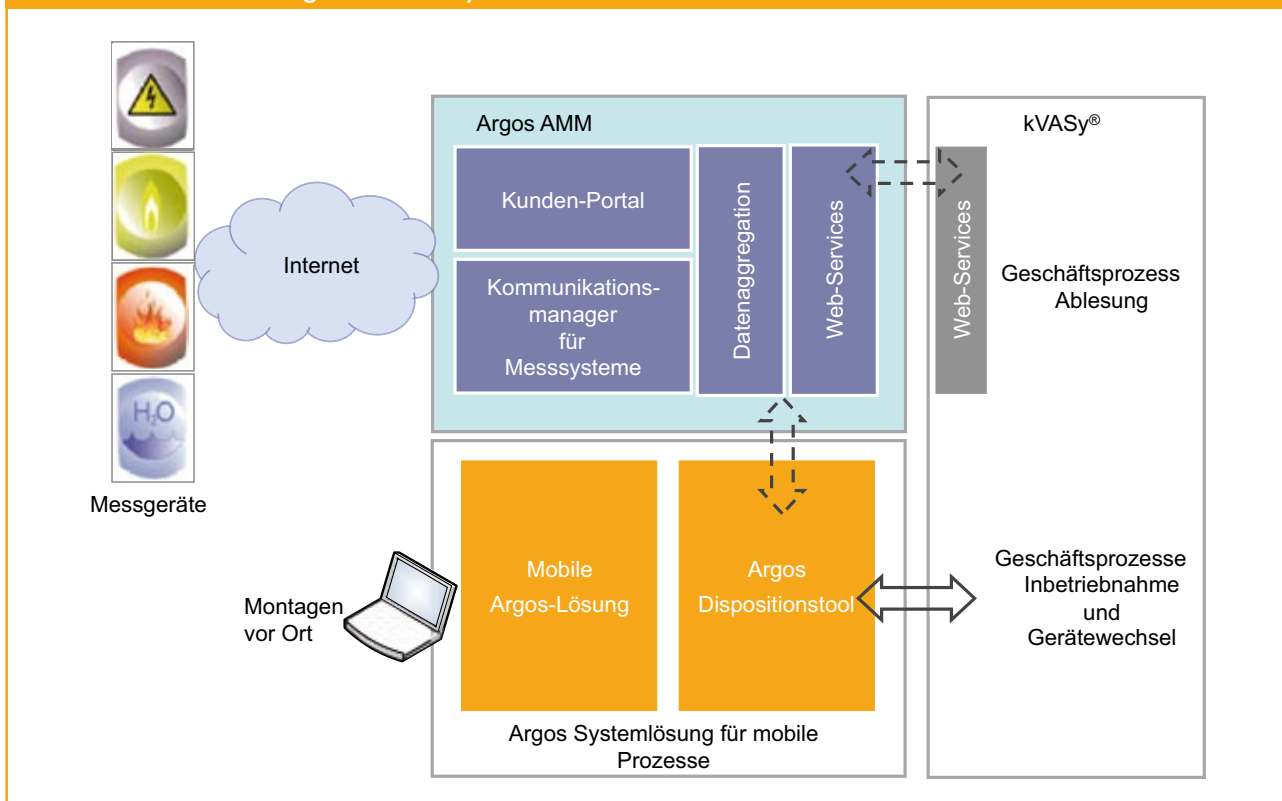 Argos AMM
kVASy®
Kunden-Portal
Kommunikations-
manager
für
Messsysteme
Datenaggregation
Web-Services
Web-Services
Geschäftsprozess
Ablesung
Internet
H₂O
Messgeräte
Montagen
vor Ort
Mobile
Argos-Lösung
Argos
Dispositionstool
Geschäftsprozesse
Inbetriebnahme
und
Gerätewechsel
Argos Systemlösung für mobile
Prozesse